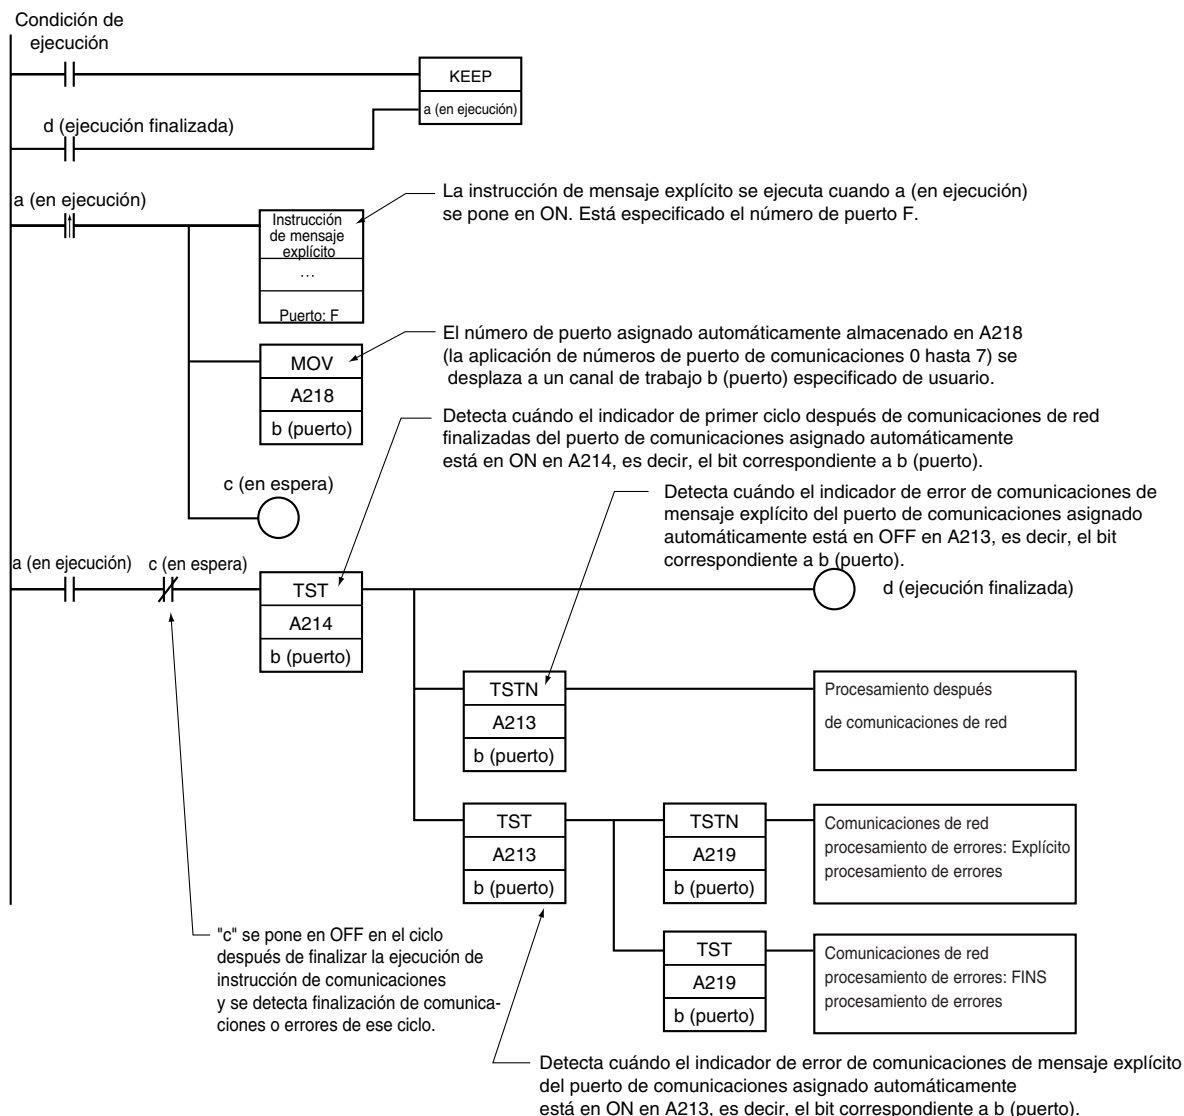 Condición de
ejecución
KEEP
a (en ejecución)
d (ejecución finalizada)
a (en ejecución)
Instrucción
de mensaje
explícito
...
Puerto: F
La instrucción de mensaje explícito se ejecuta cuando a (en ejecución)
se pone en ON. Está especificado el número de puerto F.
MOV
A218
b (puerto)
El número de puerto asignado automáticamente almacenado en A218
(la aplicación de números de puerto de comunicaciones 0 hasta 7) se
desplaza a un canal de trabajo b (puerto) especificado de usuario.
Detecta cuándo el indicador de primer ciclo después de comunicaciones de red
finalizadas del puerto de comunicaciones asignado automáticamente
está en ON en A214, es decir, el bit correspondiente a b (puerto).
c (en espera)
Detecta cuándo el indicador de error de comunicaciones de
mensaje explícito del puerto de comunicaciones asignado
automáticamente está en OFF en A213, es decir, el bit
correspondiente a b (puerto).
a (en ejecución)
c (en espera)
TST
A214
b (puerto)
d (ejecución finalizada)
TSTN
A213
b (puerto)
Procesamiento después
de comunicaciones de red
TST
A213
b (puerto)
TSTN
A219
b (puerto)
Comunicaciones de red
procesamiento de errores: Explícito
procesamiento de errores
"c" se pone en OFF en el ciclo
después de finalizar la ejecución de
instrucción de comunicaciones
y se detecta finalización de comunica-
ciones o errores de ese ciclo.
TST
A219
b (puerto)
Comunicaciones de red
procesamiento de errores: FINS
procesamiento de errores
Detecta cuándo el indicador de error de comunicaciones de mensaje explícito
del puerto de comunicaciones asignado automáticamente
está en ON en A213, es decir, el bit correspondiente a b (puerto).